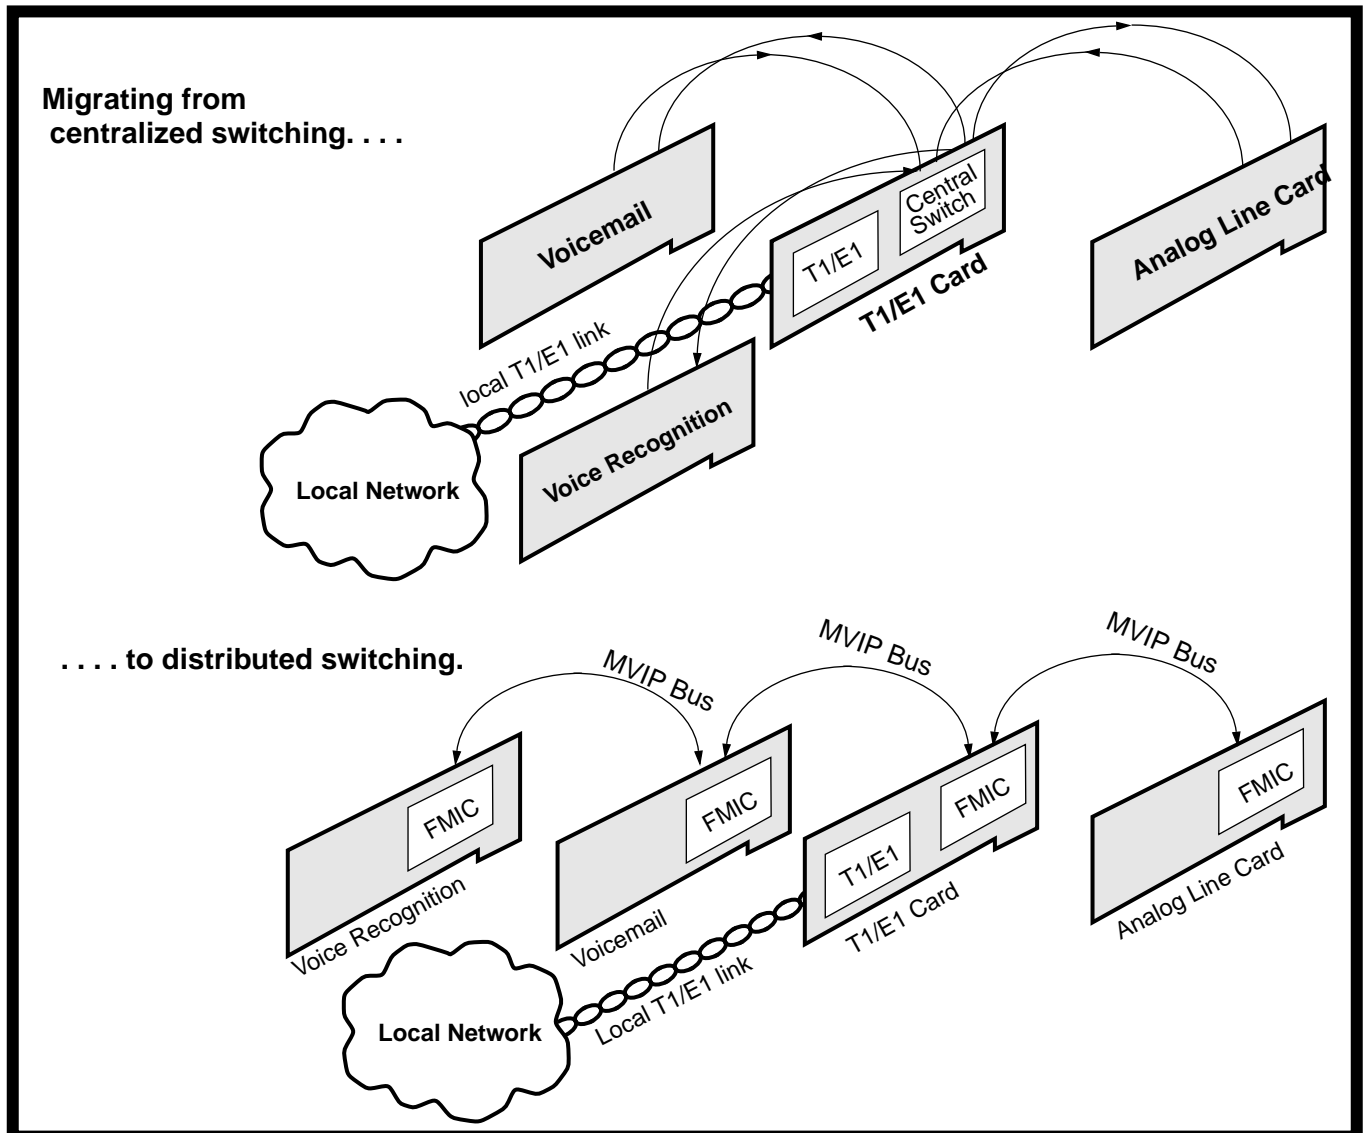 Migrating from
centralized switching. . . .
Voicemail
Central
Switch
T1/E1
T1/E1 Card
Analog Line Card
local T1/E1 link
Voice Recognition
Local Network
. . . . to distributed switching.
MVIP Bus
MVIP Bus
MVIP Bus
FMIC
Voice Recognition
FMIC
Voicemail
FMIC
T1/E1
T1/E1 Card
FMIC
Analog Line Card
Local T1/E1 link
Local Network